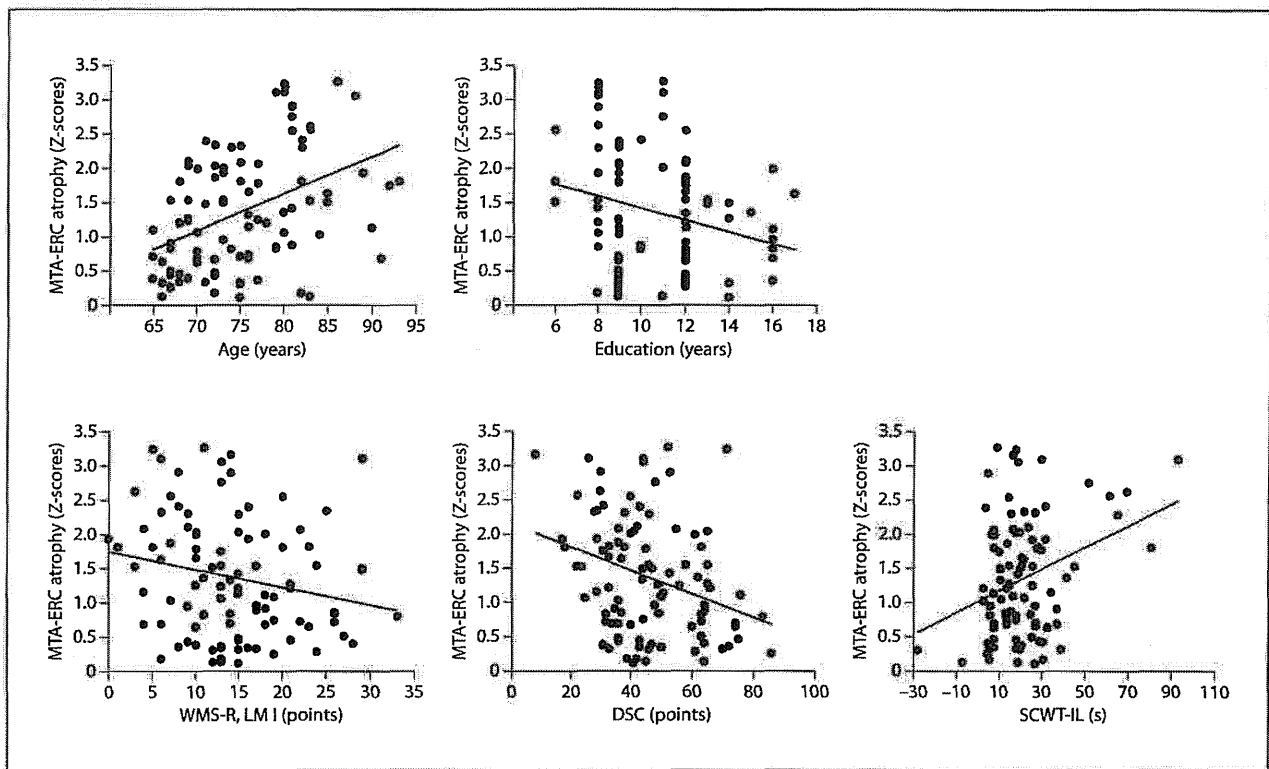 MTA-ERC atrophy (Z-scores)
3.5
3.0
2.5
2.0
1.5
1.0
0.5
0
65 70 75 80 85 90 95
Age (years)
MTA-ERC atrophy (Z-scores)
3.5
3.0
2.5
2.0
1.5
1.0
0.5
0
6 8 10 12 14 16 18
Education (years)
MTA-ERC atrophy (Z-scores)
3.5
3.0
2.5
2.0
1.5
1.0
0.5
0
0 5 10 15 20 25 30 35
WMS-R, LM I (points)
MTA-ERC atrophy (Z-scores)
3.5
3.0
2.5
2.0
1.5
1.0
0.5
0
0 20 40 60 80 100
DSC (points)
MTA-ERC atrophy (Z-scores)
3.5
3.0
2.5
2.0
1.5
1.0
0.5
0
–30 –10 10 30 50 70 90 110
SCWT-IL (s)